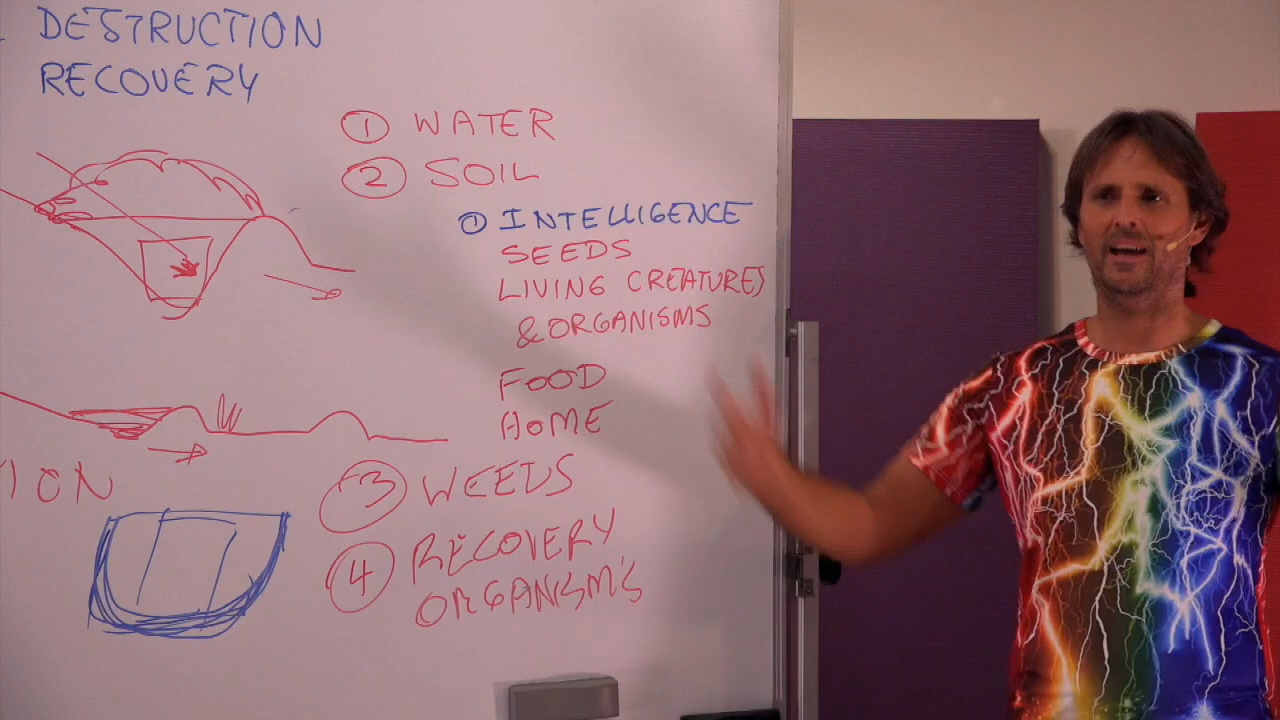 DESTRUCTION
RECOVERY
① WATER
② SOIL
① INTELLIGENCE
SEEDS
LIVING CREATURES
& ORGANISMS
FOOD
HOME
③ WEEDS
④ RECOVERY
ORGANISM'S